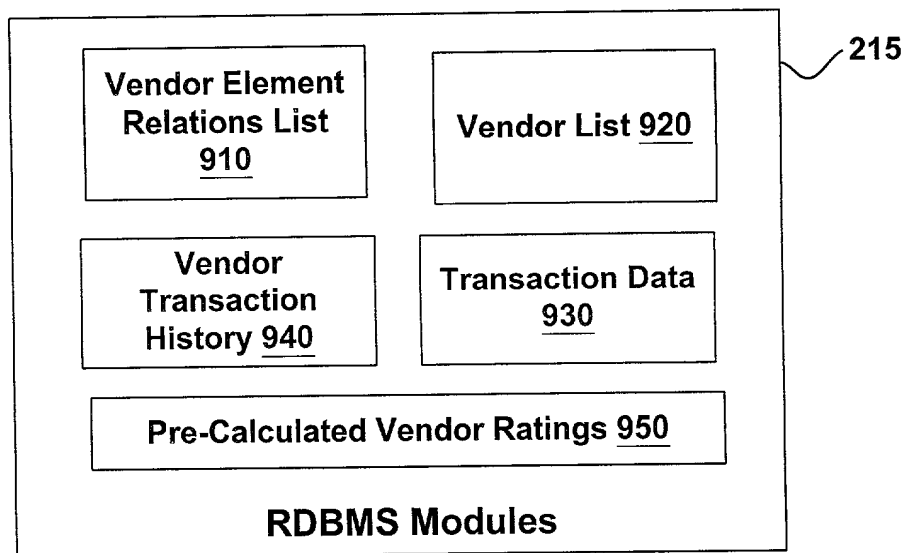 215
Vendor Element
Relations List
910
Vendor List 920
Vendor
Transaction
History 940
Transaction Data
930
Pre-Calculated Vendor Ratings 950
RDBMS Modules